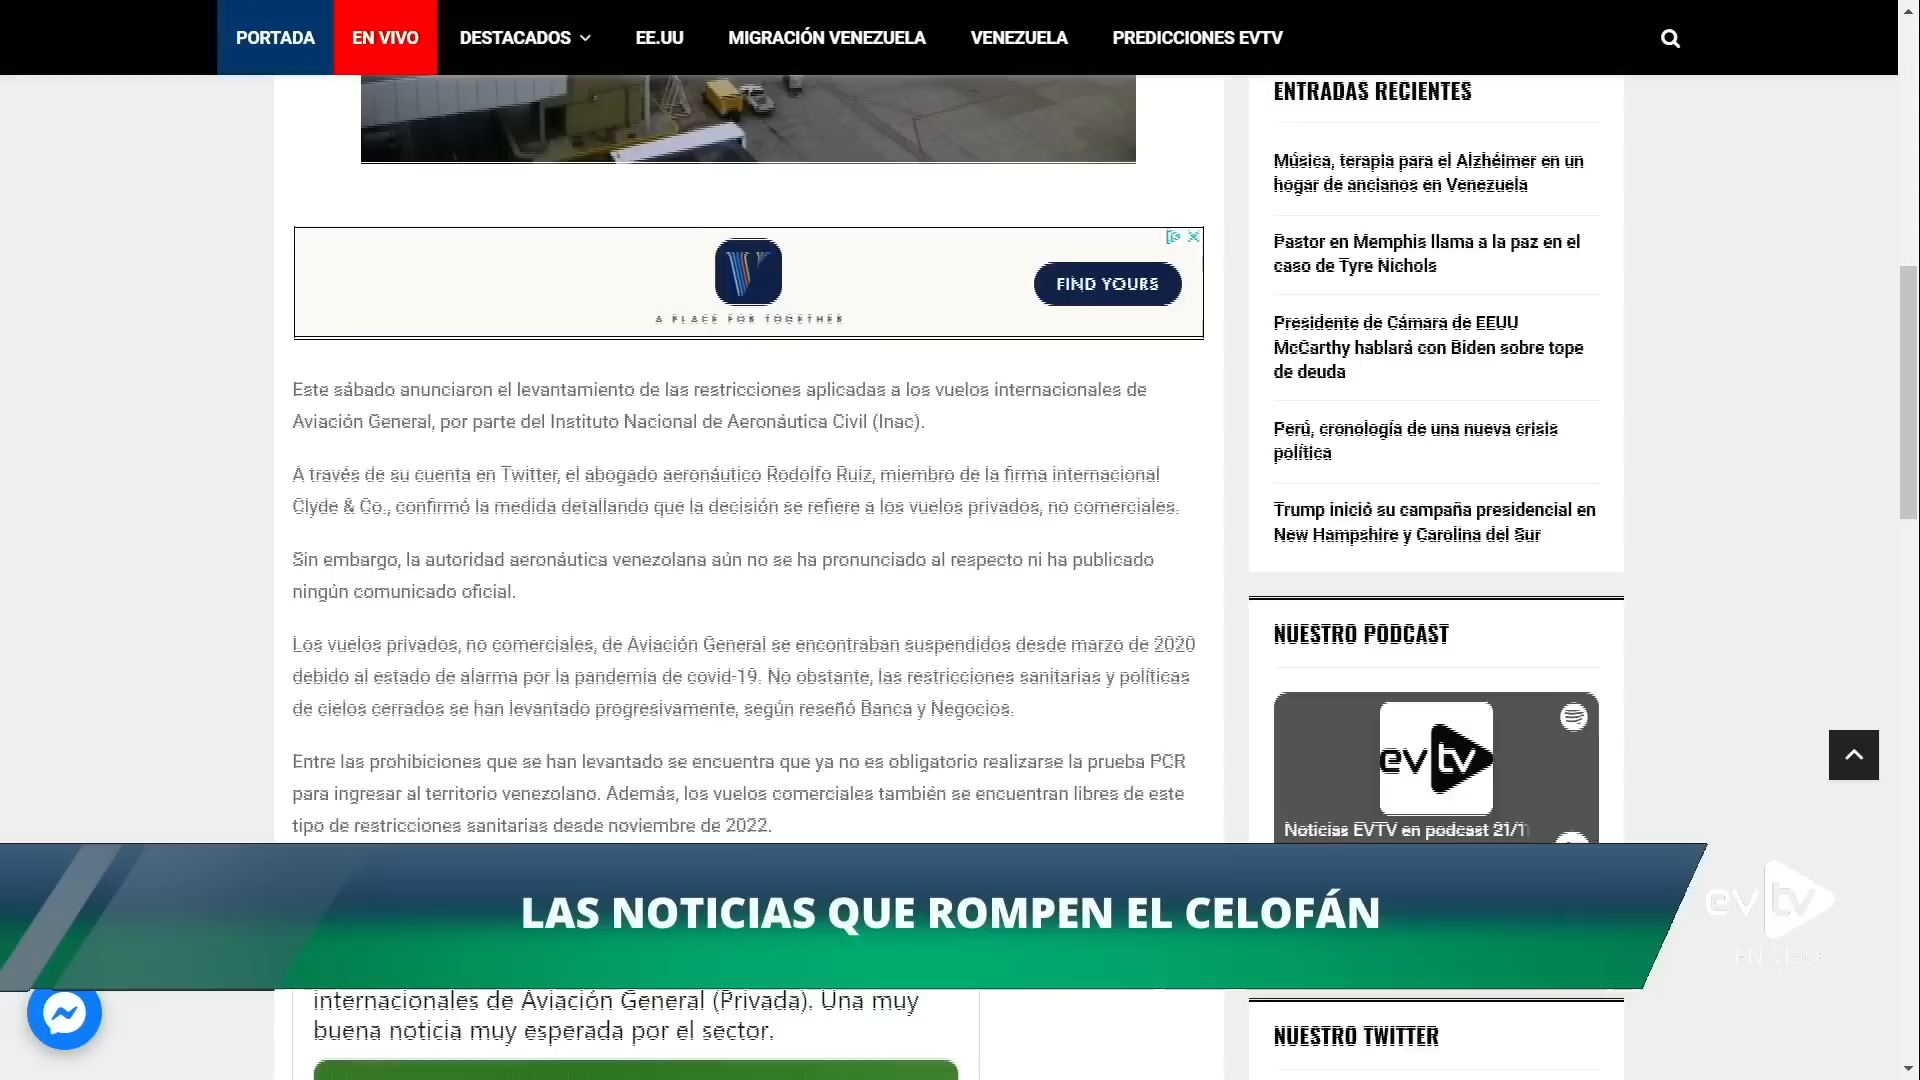 PORTADA
EN VIVO
DESTACADOS
EE.UU
MIGRACIÓN VENEZUELA
VENEZUELA
PREDICCIONES EVTV
A PLACE FOR TOGETHER
FIND YOURS
Este sábado anunciaron el levantamiento de las restricciones aplicadas a los vuelos internacionales de
Aviación General, por parte del Instituto Nacional de Aeronáutica Civil (Inac).
A través de su cuenta en Twitter, el abogado aeronáutico Rodolfo Ruiz, miembro de la firma internacional
Clyde & Co., confirmó la medida detallando que la decisión se refiere a los vuelos privados, no comerciales.
Sin embargo, la autoridad aeronáutica venezolana aún no se ha pronunciado al respecto ni ha publicado
ningún comunicado oficial.
Los vuelos privados, no comerciales, de Aviación General se encontraban suspendidos desde marzo de 2020
debido al estado de alarma por la pandemia de covid-19. No obstante, las restricciones sanitarias y políticas
de cielos cerrados se han levantado progresivamente, según reseñó Banca y Negocios.
Entre las prohibiciones que se han levantado se encuentra que ya no es obligatorio realizarse la prueba PCR
para ingresar al territorio venezolano. Además, los vuelos comerciales también se encuentran libres de este
tipo de restricciones sanitarias desde noviembre de 2022.
internacionales de Aviación General (Privada). Una muy
buena noticia muy esperada por el sector.
ENTRADAS RECIENTES
Música, terapia para el Alzhéimer en un
hogar de ancianos en Venezuela
Pastor en Memphis llama a la paz en el
caso de Tyre Nichols
Presidente de Cámara de EEUU
McCarthy hablará con Biden sobre tope
de deuda
Perú, cronología de una nueva crisis
política
Trump inició su campaña presidencial en
New Hampshire y Carolina del Sur
NUESTRO PODCAST
evtv
Noticias EVTV en podcast 21/1
NUESTRO TWITTER
LAS NOTICIAS QUE ROMPEN EL CELOFÁN
evtv
EN VIVO